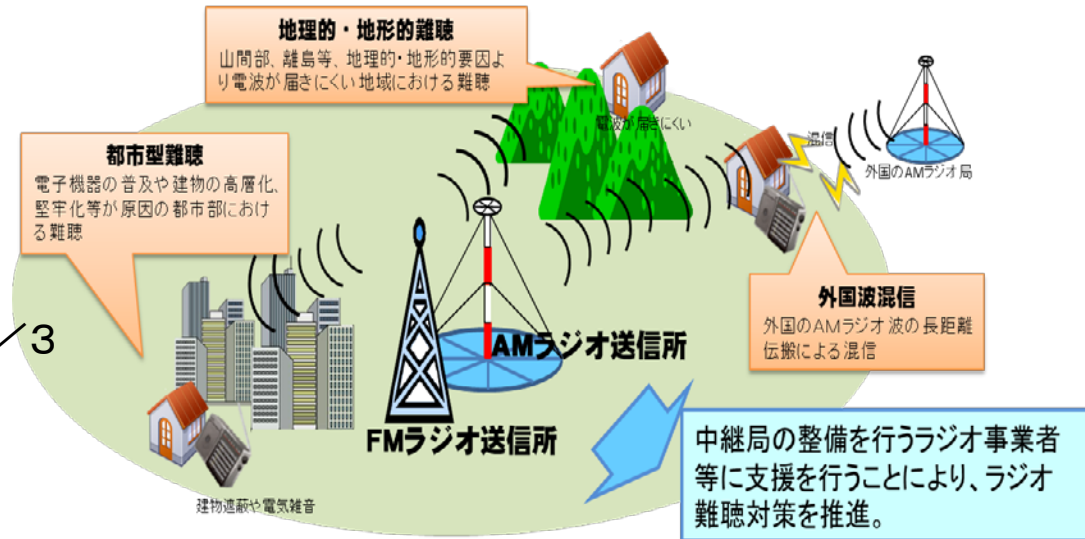 地理的・地形的難聴
山間部、離島等、地理的・地形的要因よ
り電波が届きにくい地域における難聴
電波が届きにくい
混信
外国のAMラジオ局
都市型難聴
電子機器の普及や建物の高層化、
堅牢化等が原因の都市部におけ
る難聴
外国波混信
外国のAMラジオ波の長距離
伝搬による混信
3
AMラジオ送信所
FMラジオ送信所
建物遮蔽や電気雑音
中継局の整備を行うラジオ事業者
等に支援を行うことにより、ラジオ
難聴対策を推進。